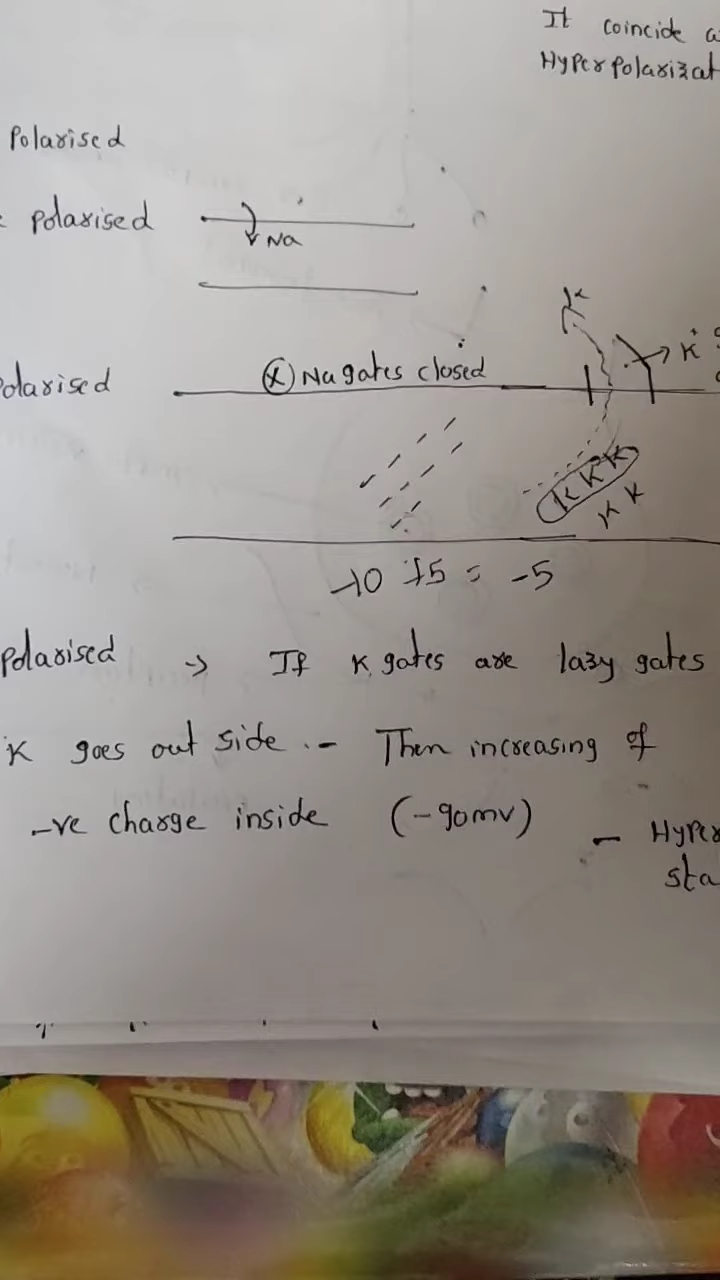 It coincide
Hyperpolarizat
Polarised
polarised
Na
K
olarised
(x) Na gates closed
K+
K K K
K K
-10 +5 = -5
polarised → If K gates are lazy gates
K goes out side .- Then increasing of
-ve charge inside (-90mv)
- Hyper
sta